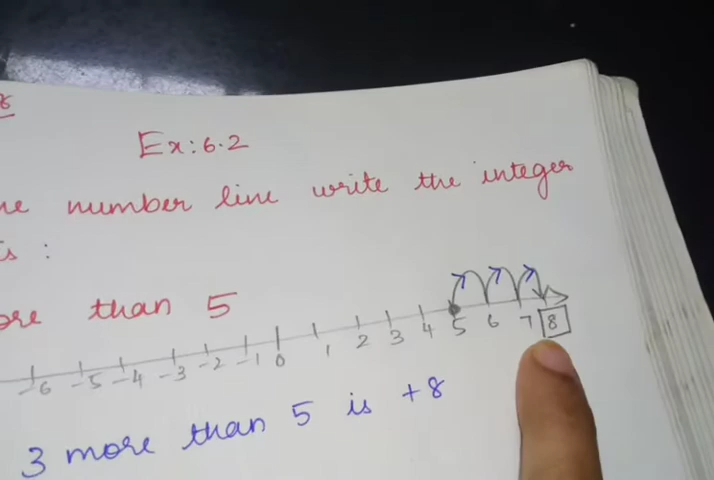 Ex: 6.2
number line write the integer
:
than 5
-6 -5 -4 -3 -2 -1 0 1 2 3 4 5 6 7 8
3 more than 5 is +8